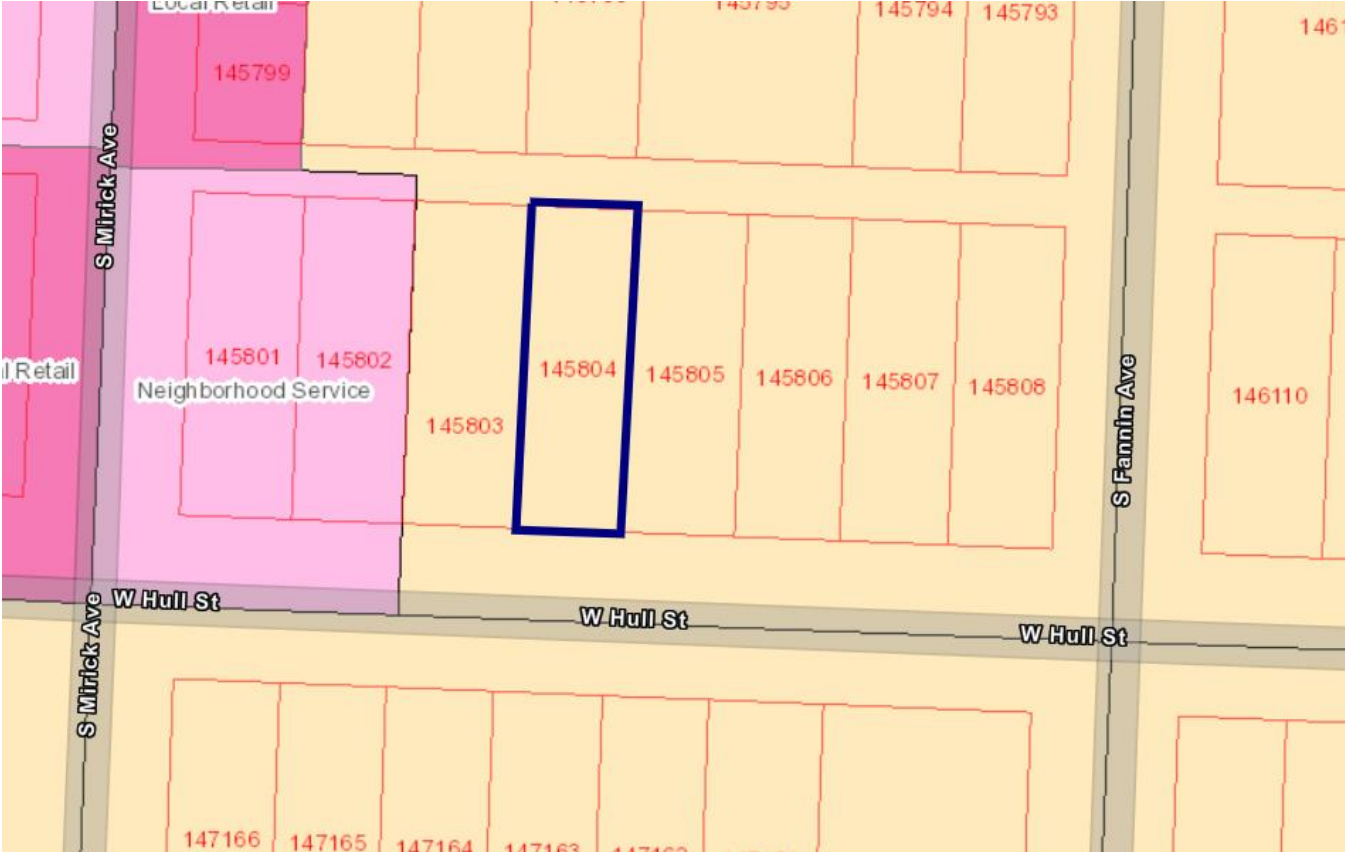 Local Retail
145795
145794
145793
1461
145799
S Mirick Ave
145801
145802
l Retail
Neighborhood Service
145803
145804
145805
145806
145807
145808
S Fannin Ave
146110
W Hull St
W Hull St
W Hull St
S Mirick Ave
147166
147165
147164
147163